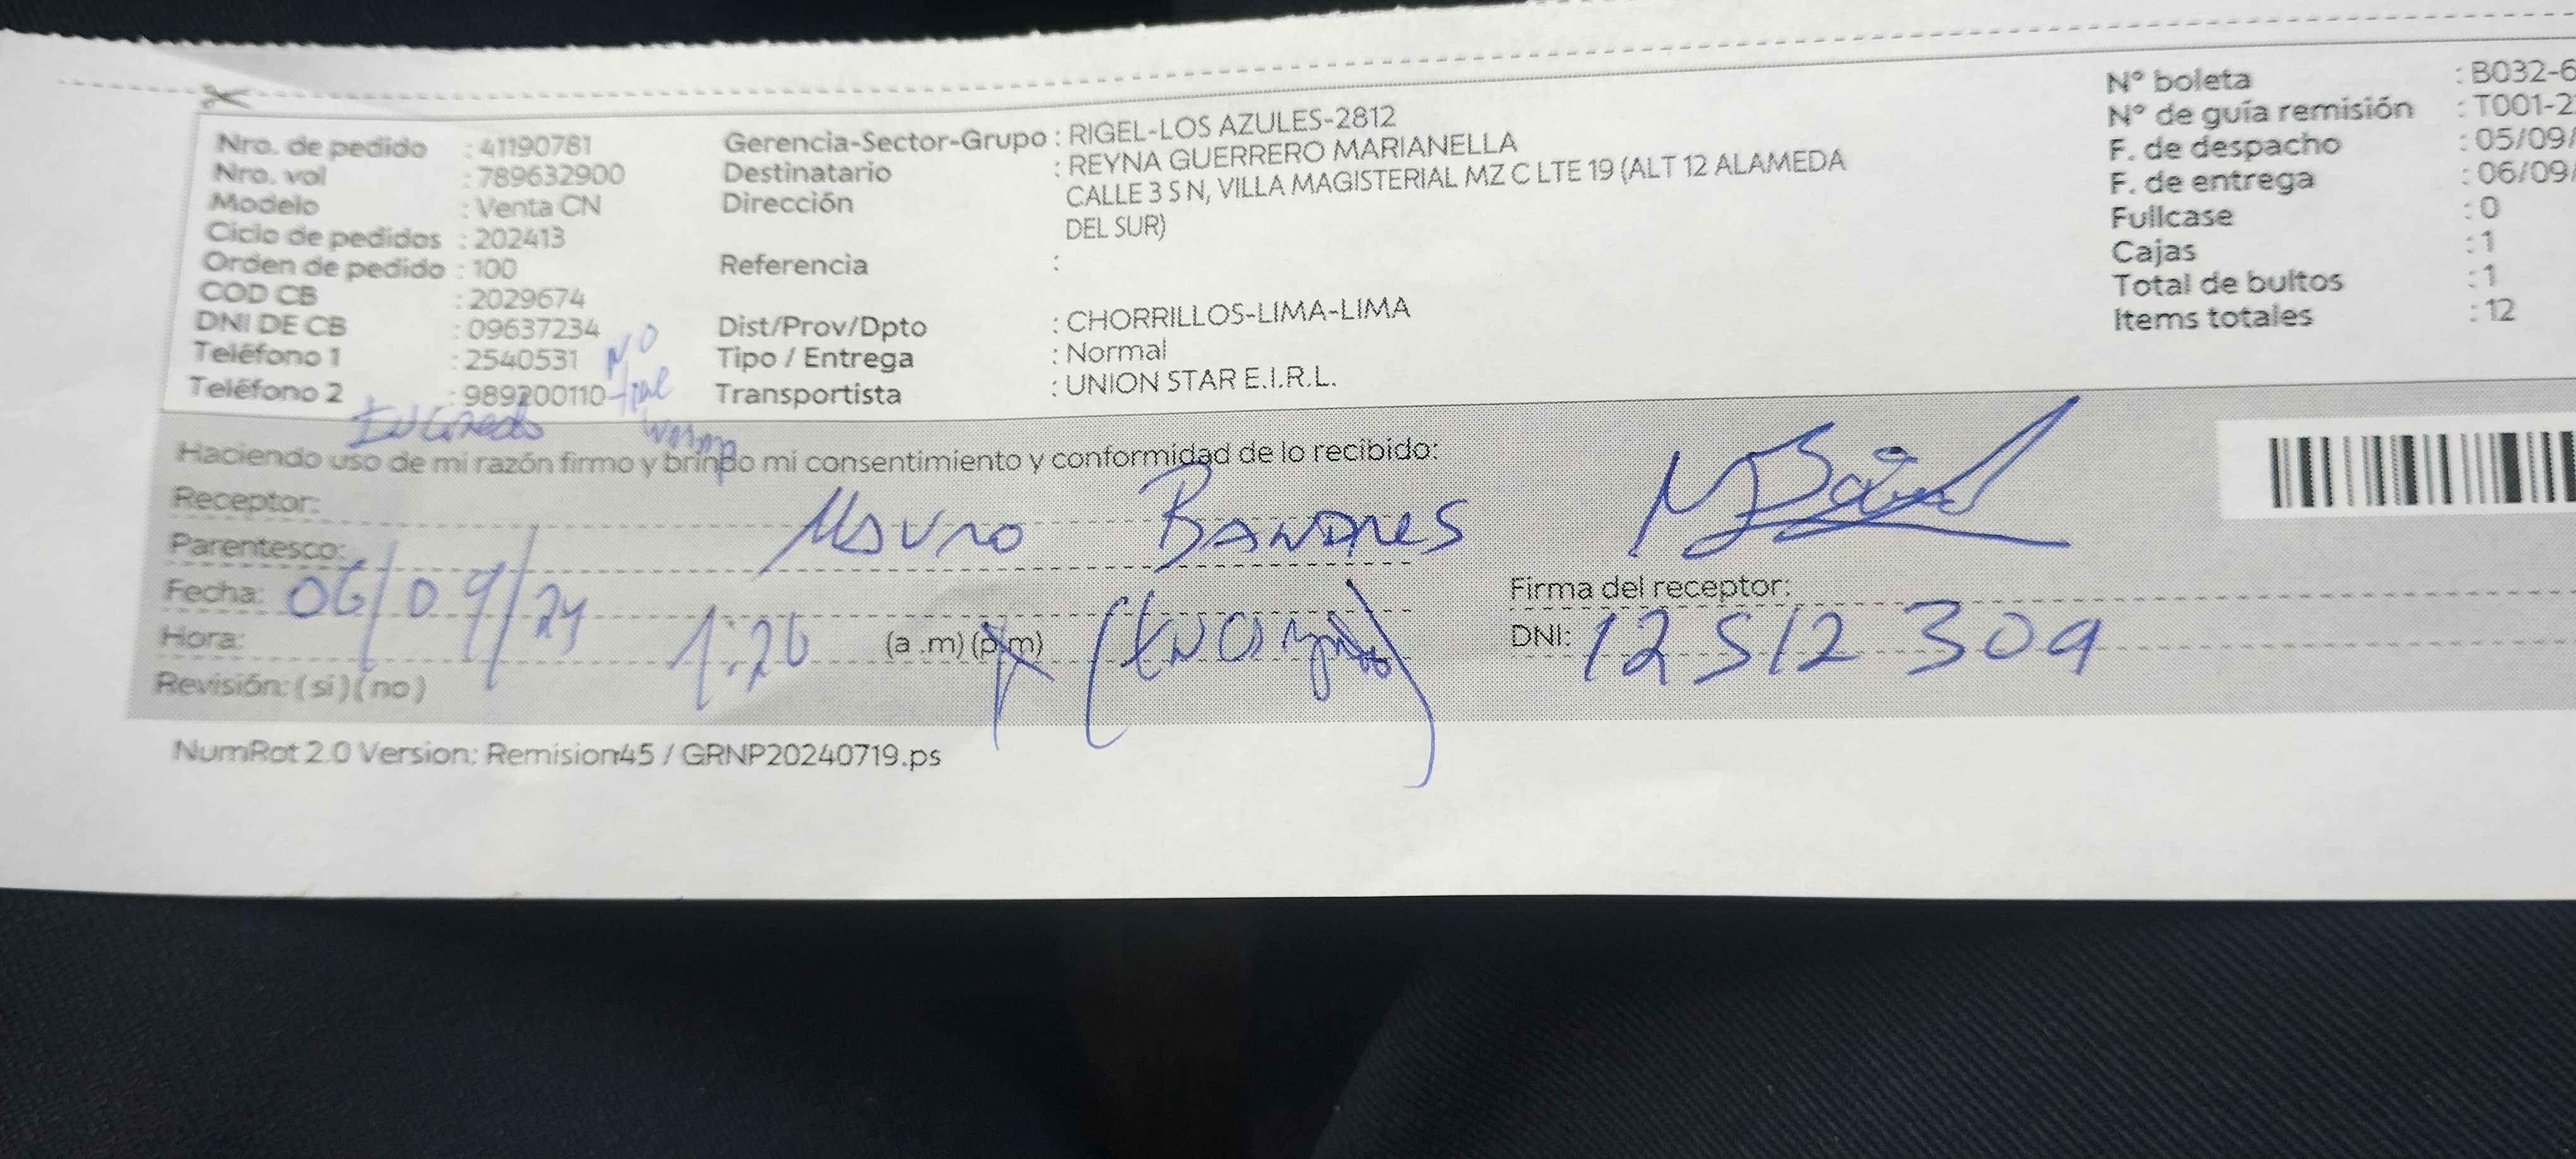 Nro. de pedido : 41190781
Nro. vol : 789632900
Modelo : Venta CN
Ciclo de pedidos : 202413
Orden de pedido : 100
COD CB : 2029674
DNI DE CB : 09637234
Teléfono 1 : 2540531 NO
Teléfono 2 : 989200110
Gerencia-Sector-Grupo : RIGEL-LOS AZULES-2812
Destinatario : REYNA GUERRERO MARIANELLA
Dirección : CALLE 3 S N, VILLA MAGISTERIAL MZ C LTE 19 (ALT 12 ALAMEDA
DEL SUR)
Referencia :
Dist/Prov/Dpto : CHORRILLOS-LIMA-LIMA
Tipo / Entrega : Normal
Transportista : UNION STAR E.I.R.L.
N° boleta : B032-6
N° de guía remisión : T001-2
F. de despacho : 05/09/
F. de entrega : 06/09/
Fullcase : 0
Cajas : 1
Total de bultos : 1
Items totales : 12
Haciendo uso de mi razón firmo y brindo mi consentimiento y conformidad de lo recibido:
Receptor:
Mauro
Parentesco:
Fecha: 06/09/24
Hora: 1:20 (a .m) (p.m)
Revisión: ( si ) ( no )
Firma del receptor:
DNI: 12512309
NumRot 2.0 Version: Remision45 / GRNP20240719.ps